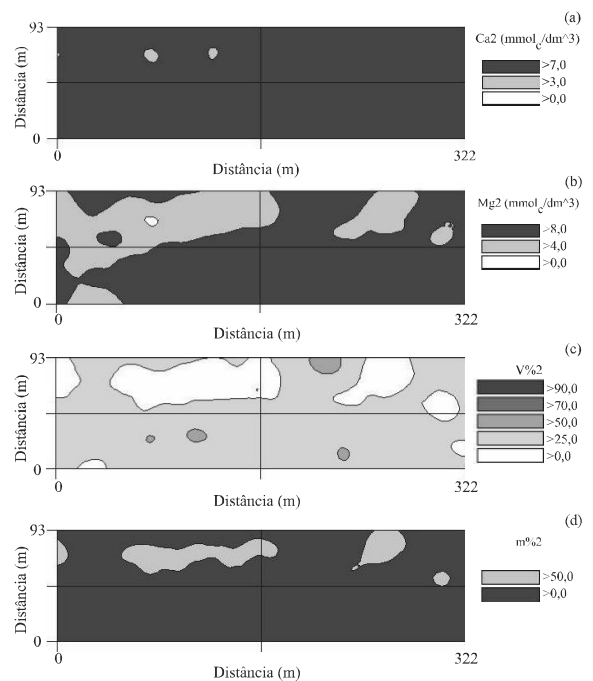 (a)
Ca2 (mmolc/dm^3)
>7,0
>3,0
>0,0
93
Distância (m)
0
0
322
Distância (m)
(b)
Mg2 (mmolc/dm^3)
>8,0
>4,0
>0,0
93
Distância (m)
0
0
322
Distância (m)
(c)
V%2
>90,0
>70,0
>50,0
>25,0
>0,0
93
Distância (m)
0
0
322
Distância (m)
(d)
m%2
>50,0
>0,0
93
Distância (m)
0
0
322
Distância (m)